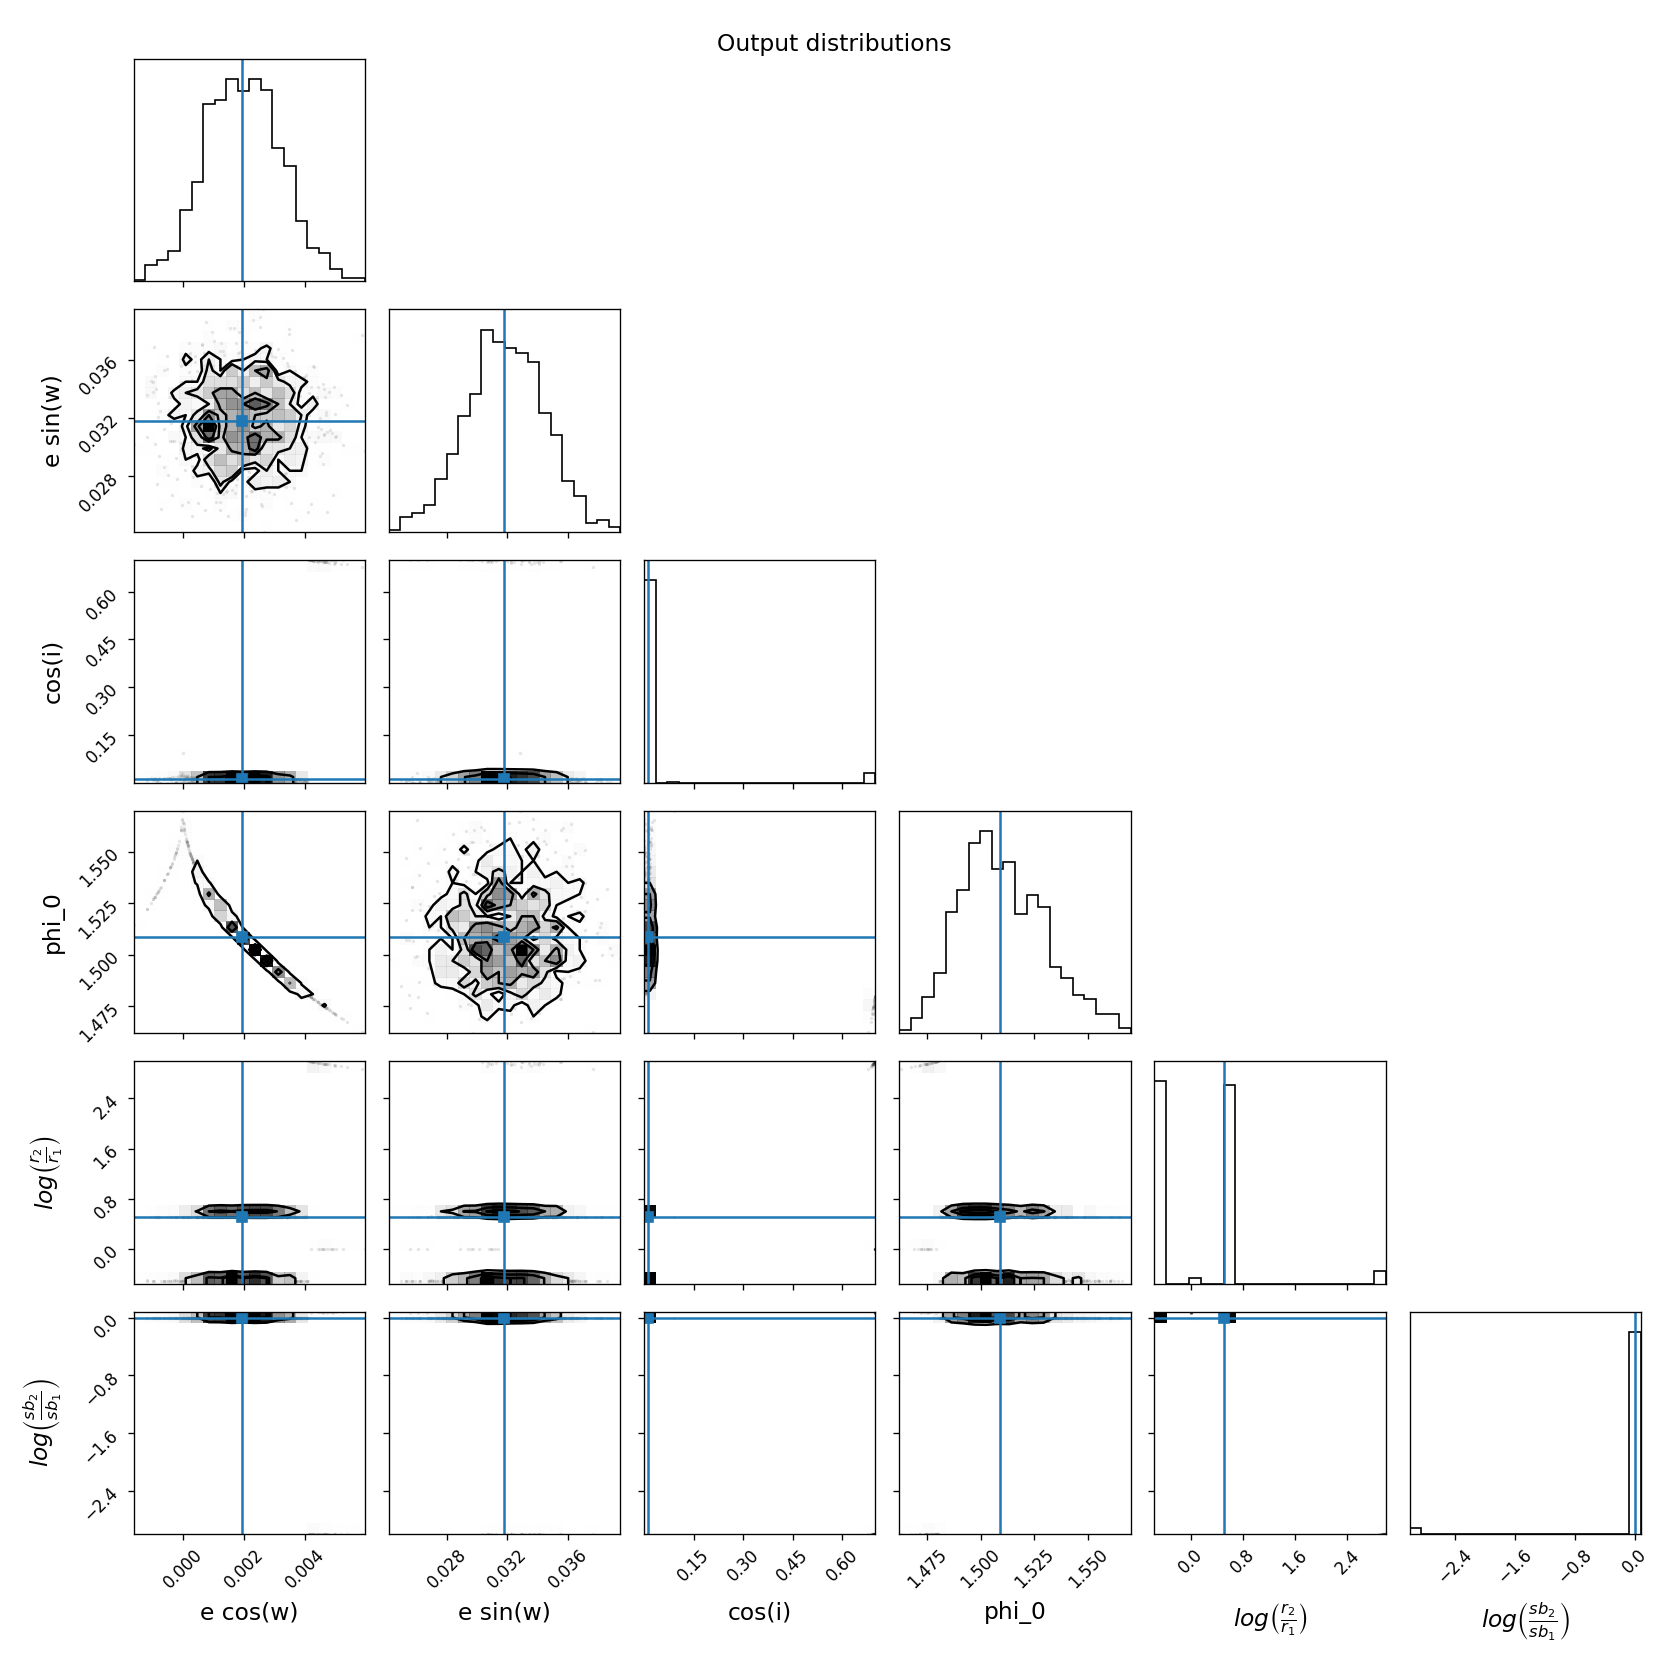 Output distributions
e sin(w)
0.036
0.032
0.028
cos(i)
0.60
0.45
0.30
0.15
phi_0
1.550
1.525
1.500
1.475
log(r₂/r₁)
2.4
1.6
0.8
0.0
log(sb₂/sb₁)
0.0
−0.8
−1.6
−2.4
0.000 0.002 0.004 0.028 0.032 0.036 0.15 0.30 0.45 0.60 1.475 1.500 1.525 1.550 0.0 0.8 1.6 2.4 −2.4 −1.6 −0.8 0.0
e cos(w) e sin(w) cos(i) phi_0 log(r₂/r₁) log(sb₂/sb₁)